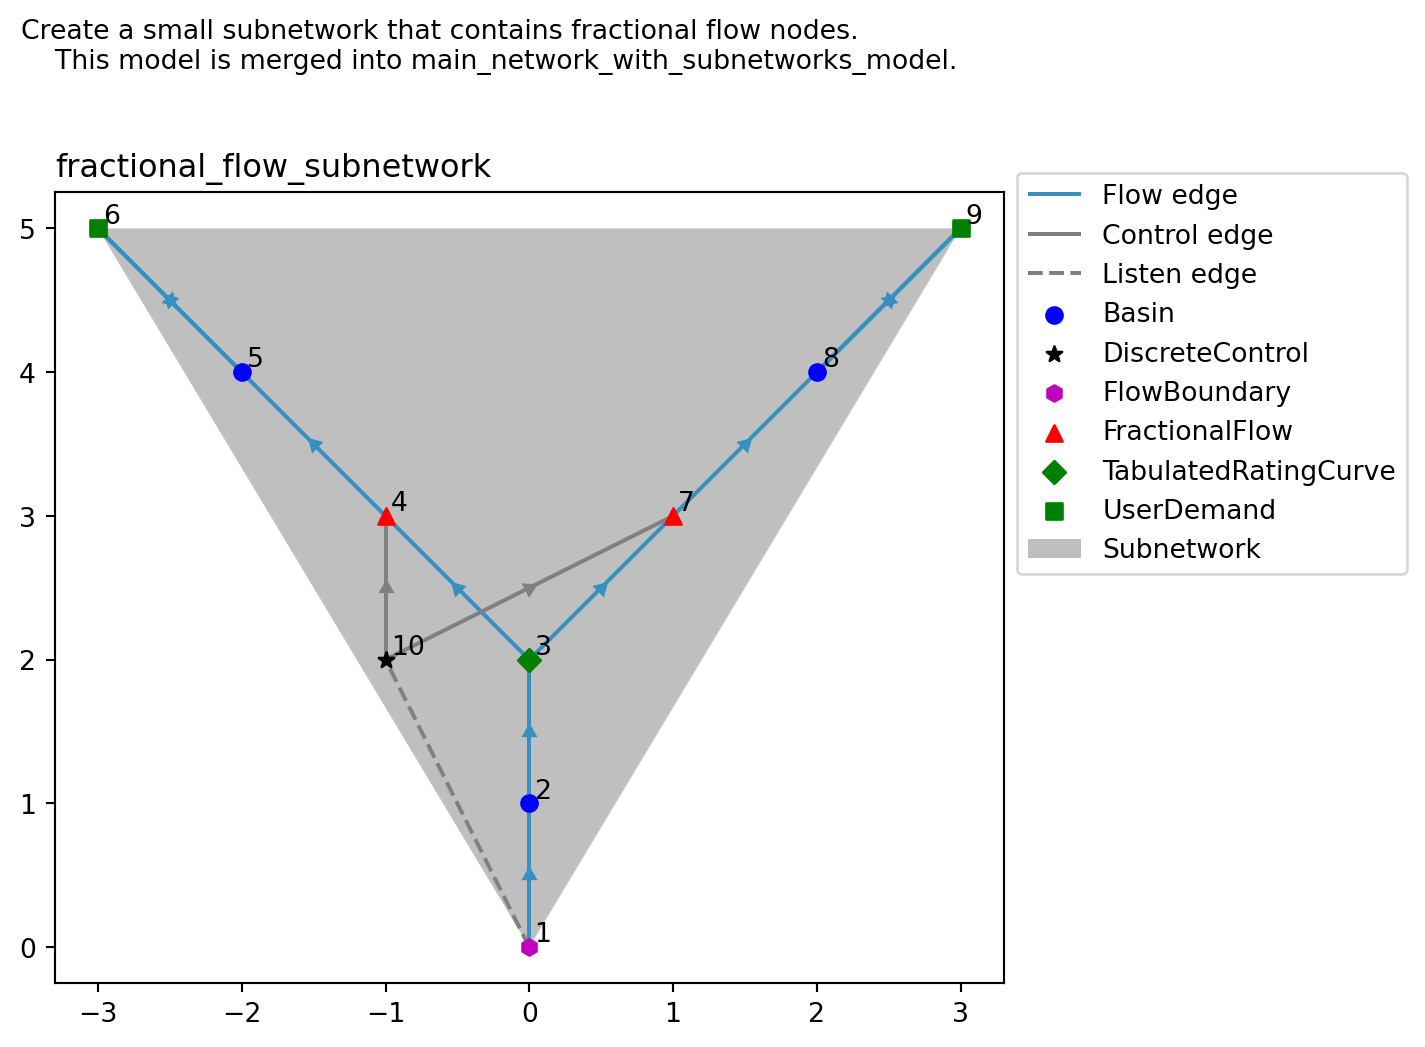 Create a small subnetwork that contains fractional flow nodes.
This model is merged into main_network_with_subnetworks_model.
fractional_flow_subnetwork
Flow edge
Control edge
Listen edge
Basin
DiscreteControl
FlowBoundary
FractionalFlow
TabulatedRatingCurve
UserDemand
Subnetwork
6
9
5
5
8
4
4
7
3
10
3
2
2
1
1
0
−3
−2
−1
0
1
2
3